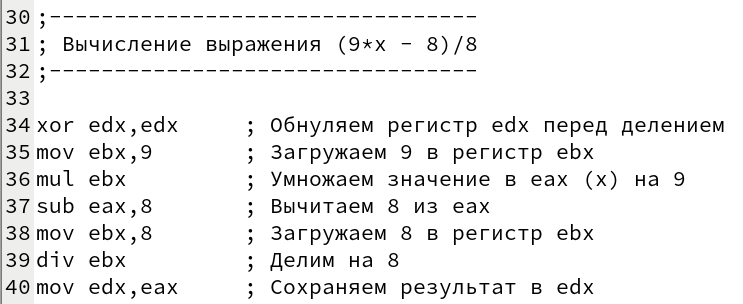 30 ;---------------------------------
31 ; Вычисление выражения (9*x - 8)/8
32 ;---------------------------------
33
34 xor edx,edx     ; Обнуляем регистр edx перед делением
35 mov ebx,9       ; Загружаем 9 в регистр ebx
36 mul ebx         ; Умножаем значение в eax (x) на 9
37 sub eax,8       ; Вычитаем 8 из eax
38 mov ebx,8       ; Загружаем 8 в регистр ebx
39 div ebx         ; Делим на 8
40 mov edx,eax     ; Сохраняем результат в edx